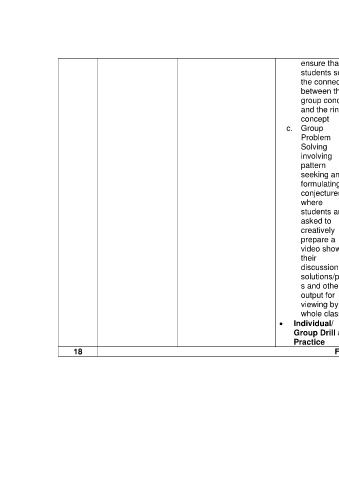 ensure tha
students s
the connec
between th
group conc
and the rin
concept
c. Group
Problem
Solving
involving
pattern
seeking an
formulating
conjecture
where
students a
asked to
creatively
prepare a
video show
their
discussion
solutions/p
s and othe
output for
viewing by
whole clas
• Individual/
Group Drill
Practice
18 F